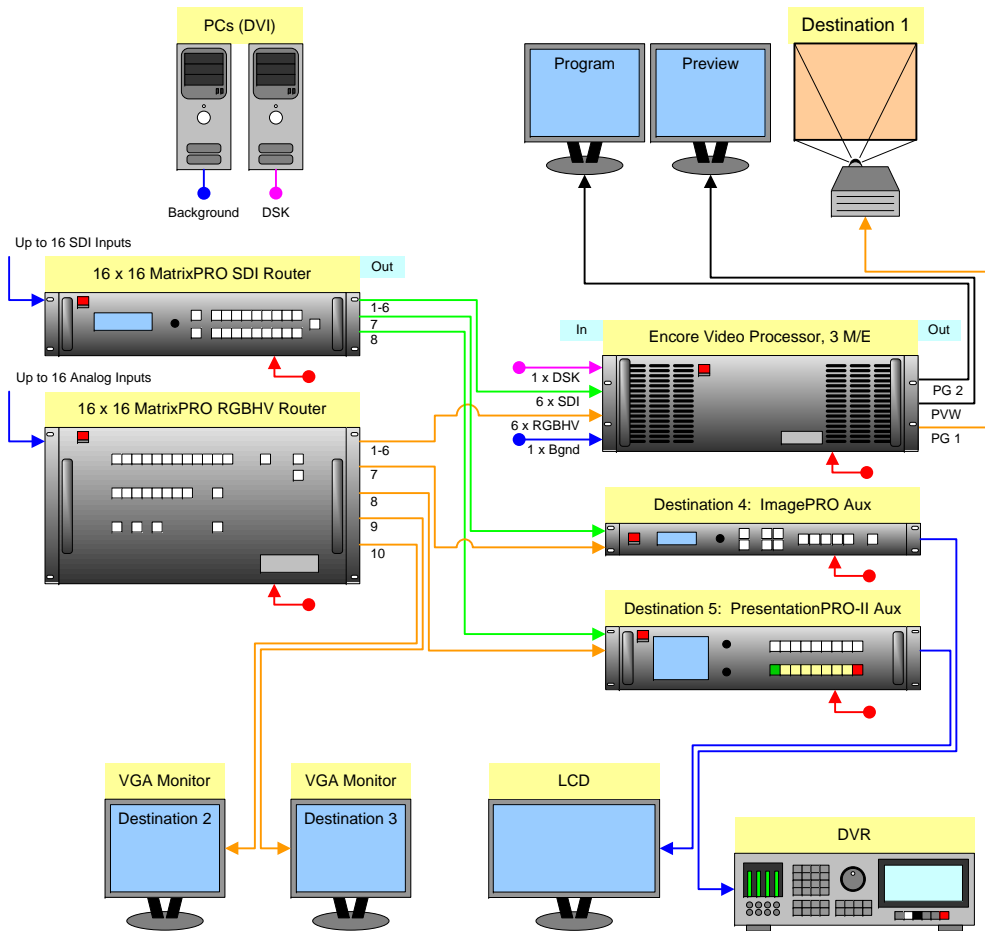 PCs (DVI)
Background
DSK
Program
Preview
Destination 1
Up to 16 SDI Inputs
16 x 16 MatrixPRO SDI Router
Out
1-6
7
8
Up to 16 Analog Inputs
16 x 16 MatrixPRO RGBHV Router
1-6
7
8
9
10
In
Encore Video Processor, 3 M/E
Out
1 x DSK
6 x SDI
6 x RGBHV
1 x Bgnd
PG 2
PVW
PG 1
Destination 4:  ImagePRO Aux
Destination 5:  PresentationPRO-II Aux
VGA Monitor
Destination 2
VGA Monitor
Destination 3
LCD
DVR